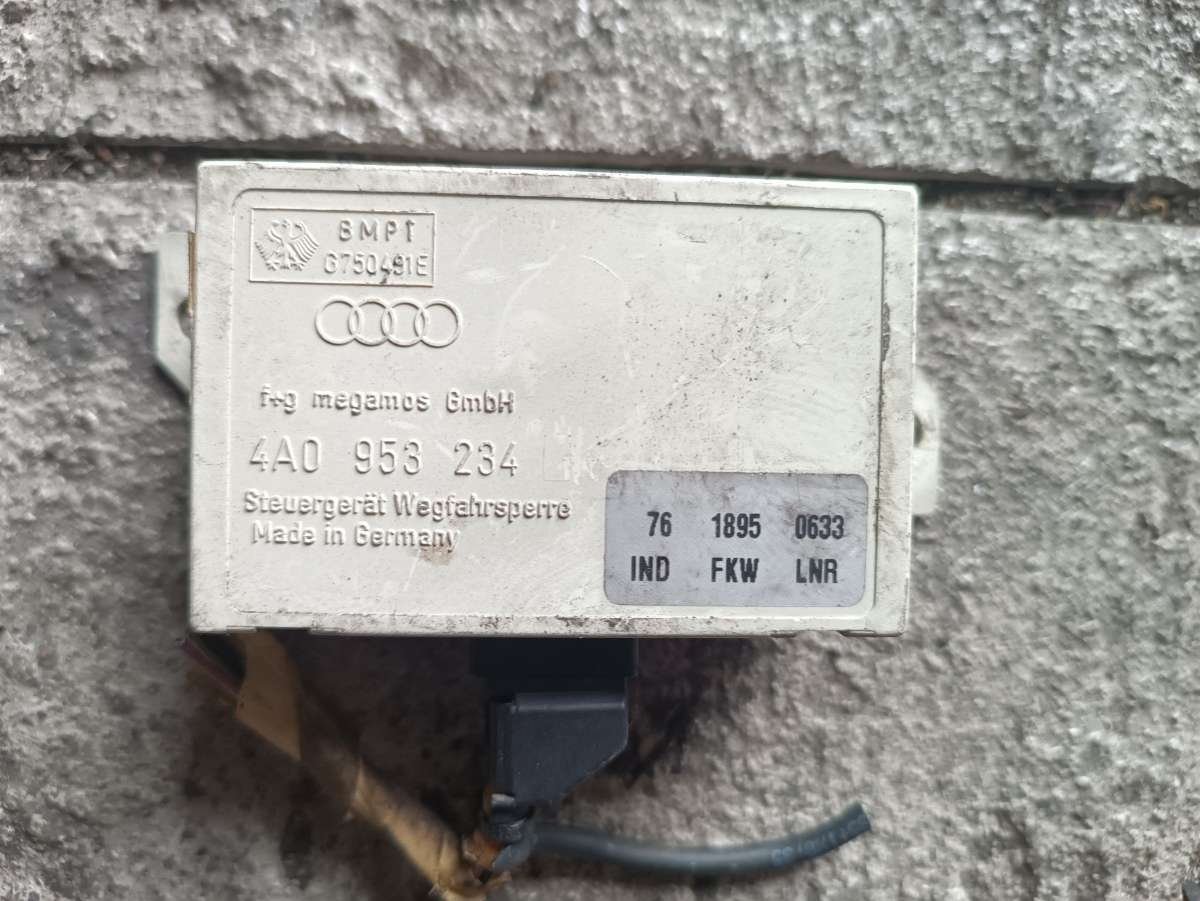 BMPT
G750491E
f+g megamos GmbH
4A0 953 234
Steuergerät Wegfahrsperre
Made in Germany
76 1895 0633
IND FKW LNR